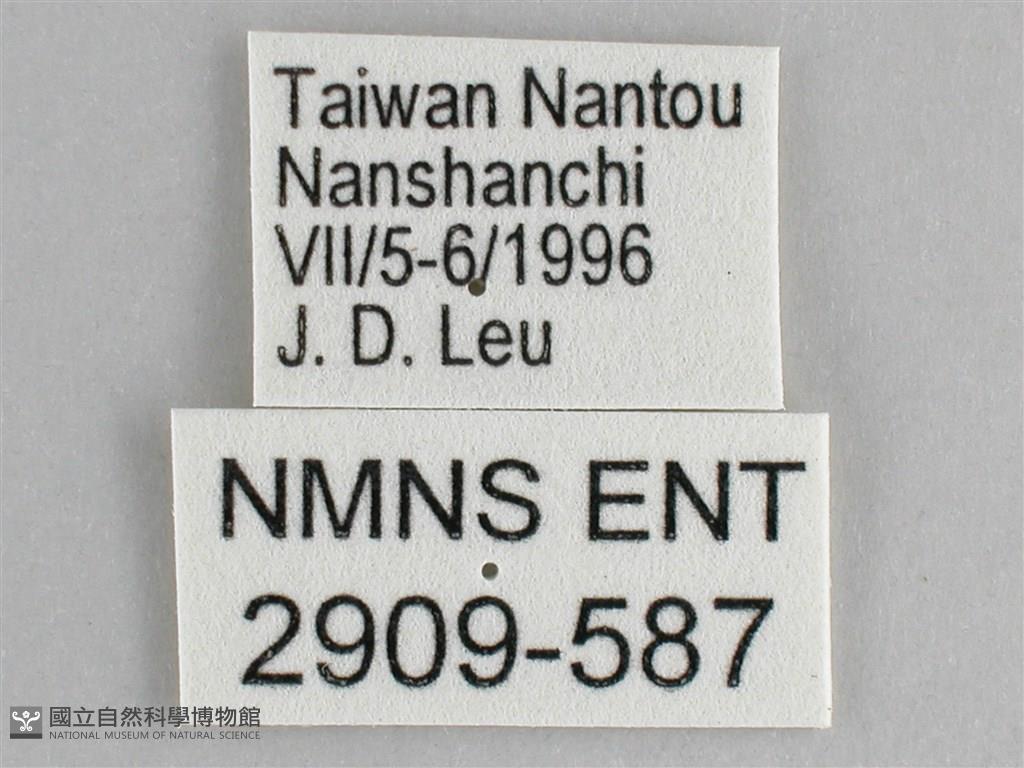 Taiwan Nantou
Nanshanchi
VII/5-6/1996
J. D. Leu
NMNS ENT
2909-587
國立自然科學博物館
NATIONAL MUSEUM OF NATURAL SCIENCE